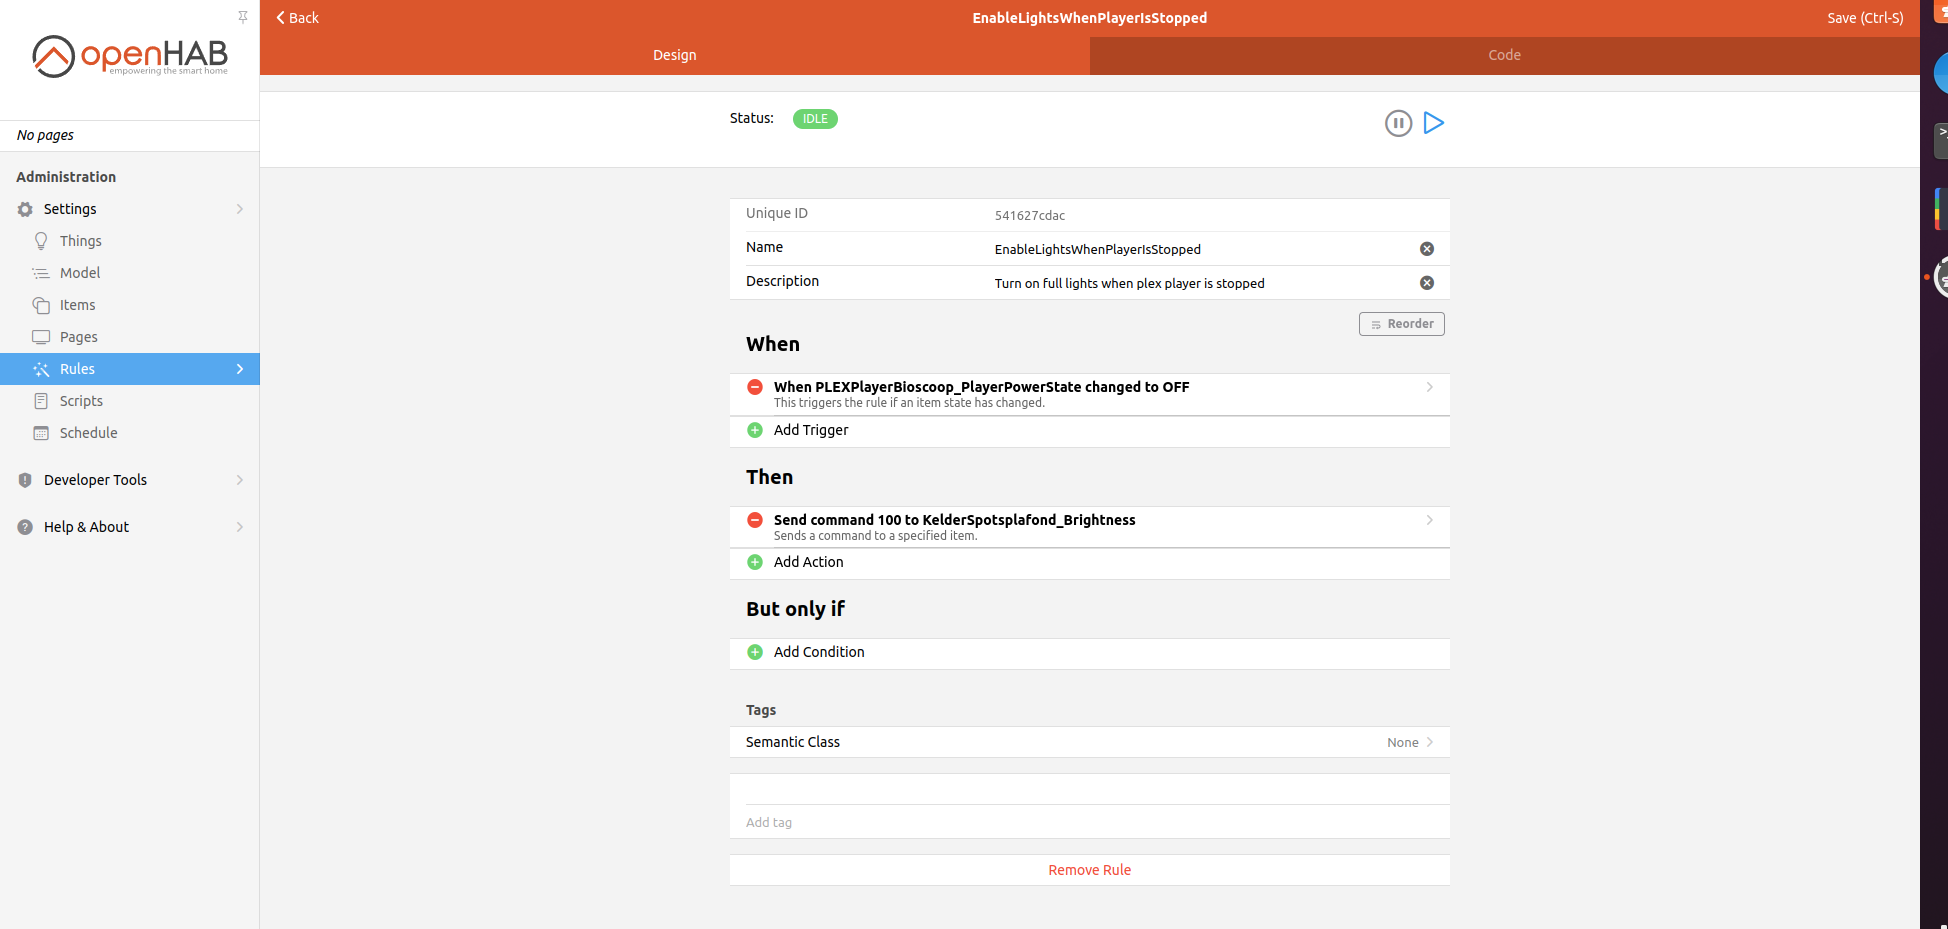 Back
EnableLightsWhenPlayerIsStopped
Save (Ctrl-S)
Design
Code
openHAB
empowering the smart home
No pages
Administration
Settings
Things
Model
Items
Pages
Rules
Scripts
Schedule
Developer Tools
Help & About
Status: IDLE
Unique ID 541627cdac
Name EnableLightsWhenPlayerIsStopped
Description Turn on full lights when plex player is stopped
Reorder
When
When PLEXPlayerBioscoop_PlayerPowerState changed to OFF
This triggers the rule if an item state has changed.
Add Trigger
Then
Send command 100 to KelderSpotsplafond_Brightness
Sends a command to a specified item.
Add Action
But only if
Add Condition
Tags
Semantic Class None
Add tag
Remove Rule